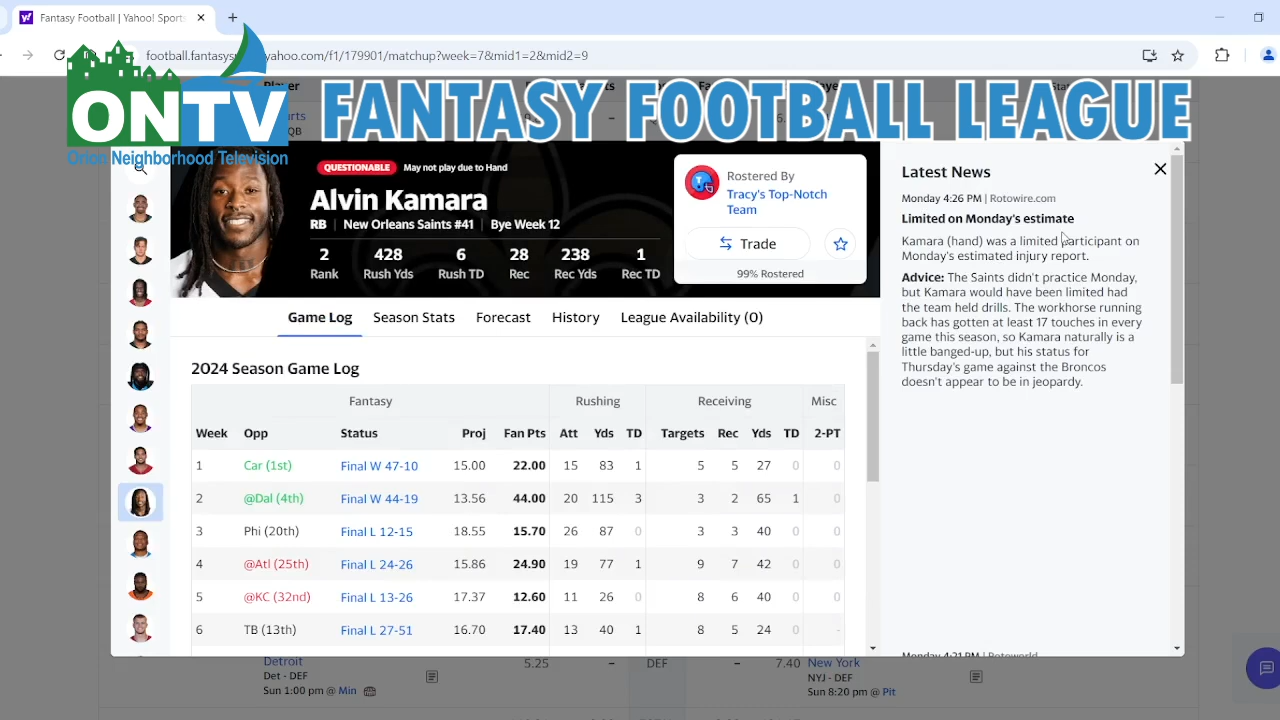 Fantasy Football | Yahoo! Sports
football.fantasys yahoo.com/f1/179901/matchup?week=7&mid1=2&mid2=9
ONTV
Orion Neighborhood Television
FANTASY FOOTBALL LEAGUE
QB
QUESTIONABLE May not play due to Hand
Alvin Kamara
RB | New Orleans Saints #41 | Bye Week 12
2 428 6 28 238 1
Rank Rush Yds Rush TD Rec Rec Yds Rec TD
Rostered By
Tracy's Top-Notch
Team
Trade
99% Rostered
Game Log Season Stats Forecast History League Availability (0)
2024 Season Game Log
Fantasy Rushing Receiving Misc
Week Opp Status Proj Fan Pts Att Yds TD Targets Rec Yds TD 2-PT
1 Car (1st) Final W 47-10 15.00 22.00 15 83 1 5 5 27 0 0
2 @Dal (4th) Final W 44-19 13.56 44.00 20 115 3 3 2 65 1 0
3 Phi (20th) Final L 12-15 18.55 15.70 26 87 0 3 3 40 0 0
4 @Atl (25th) Final L 24-26 15.86 24.90 19 77 1 9 7 42 0 0
5 @KC (32nd) Final L 13-26 17.37 12.60 11 26 0 8 6 40 0 0
6 TB (13th) Final L 27-51 16.70 17.40 13 40 1 8 5 24 0 -
Latest News
Monday 4:26 PM | Rotowire.com
Limited on Monday's estimate
Kamara (hand) was a limited participant on
Monday's estimated injury report.
Advice: The Saints didn't practice Monday,
but Kamara would have been limited had
the team held drills. The workhorse running
back has gotten at least 17 touches in every
game this season, so Kamara naturally is a
little banged-up, but his status for
Thursday's game against the Broncos
doesn't appear to be in jeopardy.
Monday 4:21 PM | Rotoworld
Detroit 5.25 – DEF – 7.40 New York
Det - DEF NYJ - DEF
Sun 1:00 pm @ Min Sun 8:20 pm @ Pit